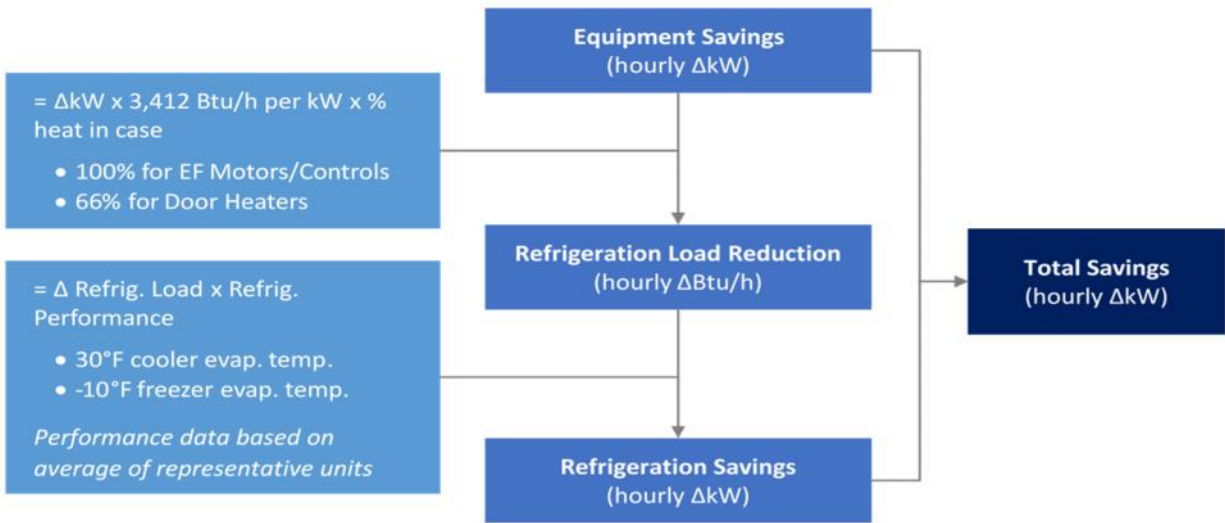 Equipment Savings
(hourly ΔkW)
= ΔkW x 3,412 Btu/h per kW x %
heat in case
• 100% for EF Motors/Controls
• 66% for Door Heaters
Refrigeration Load Reduction
(hourly ΔBtu/h)
= Δ Refrig. Load x Refrig.
Performance
• 30°F cooler evap. temp.
• -10°F freezer evap. temp.
Performance data based on
average of representative units
Refrigeration Savings
(hourly ΔkW)
Total Savings
(hourly ΔkW)